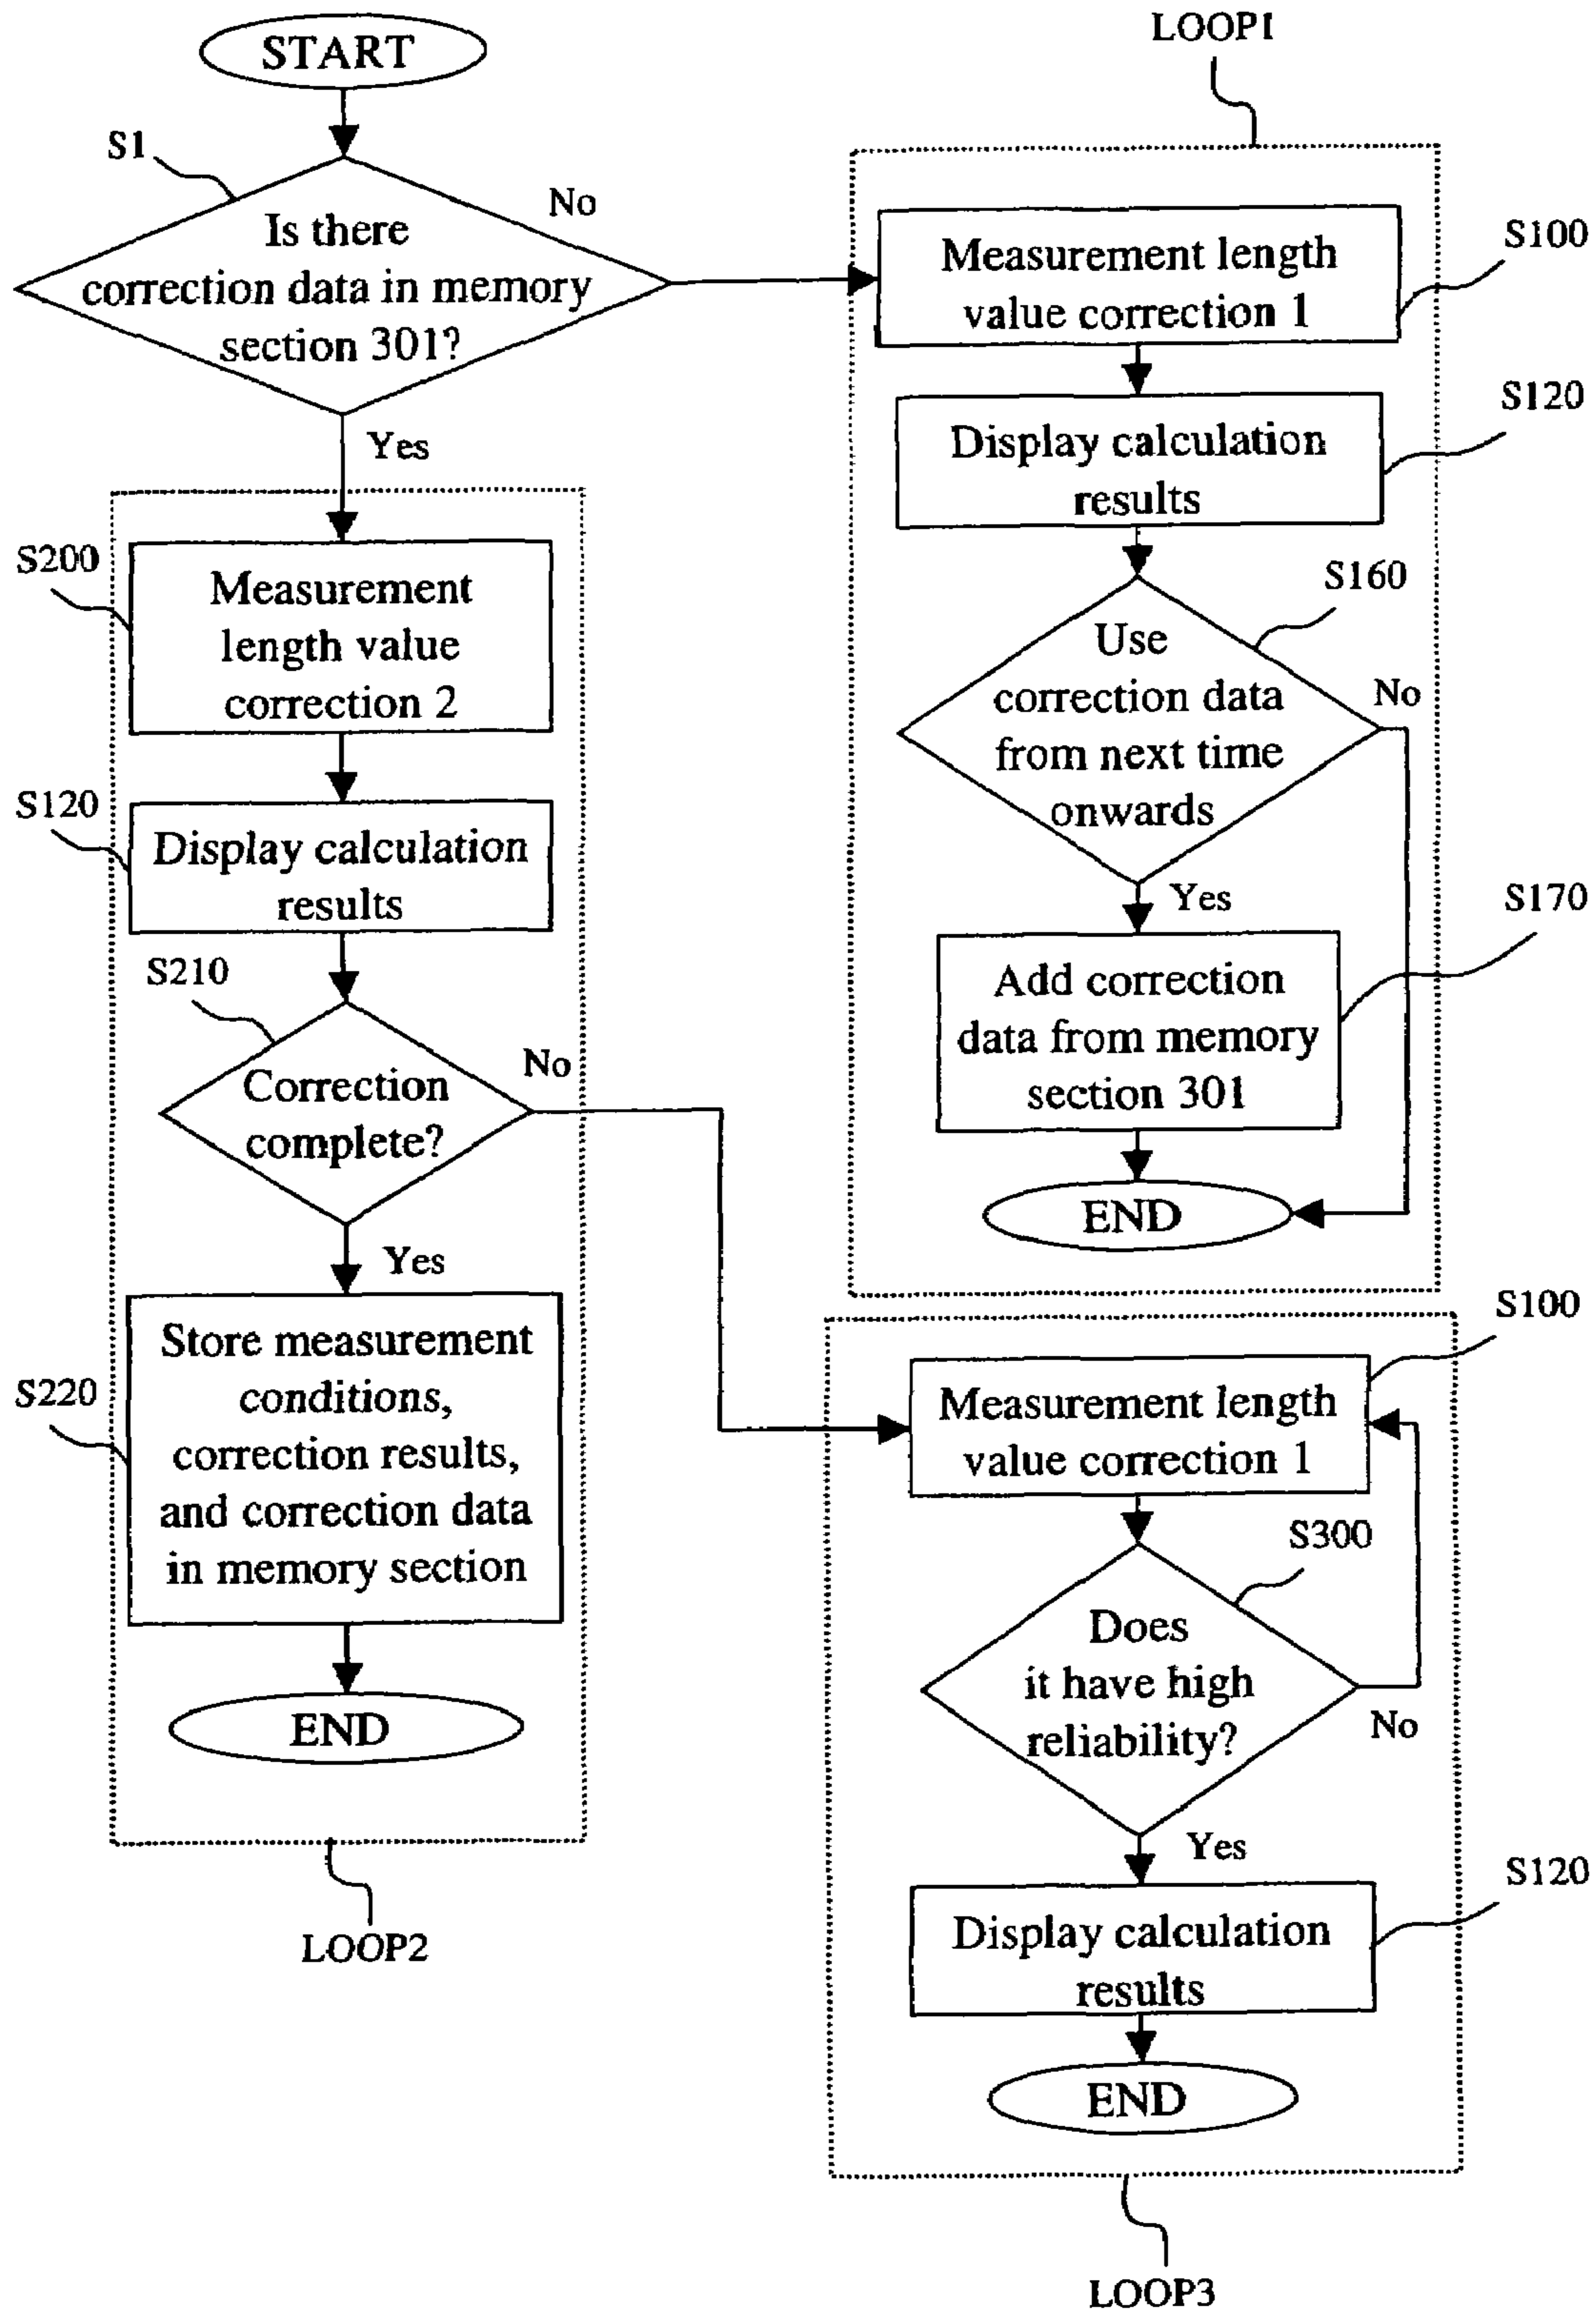 START
S1
Is there
correction data in memory
section 301?
No
Yes
LOOP1
Measurement length
value correction 1
S100
Display calculation
results
S120
S160
Use
correction data
from next time
onwards
No
Yes
S170
Add correction
data from memory
section 301
END
S200
Measurement
length value
correction 2
S120
Display calculation
results
S210
Correction
complete?
No
Yes
S220
Store measurement
conditions,
correction results,
and correction data
in memory section
END
LOOP2
S100
Measurement length
value correction 1
S300
Does
it have high
reliability?
No
Yes
S120
Display calculation
results
END
LOOP3